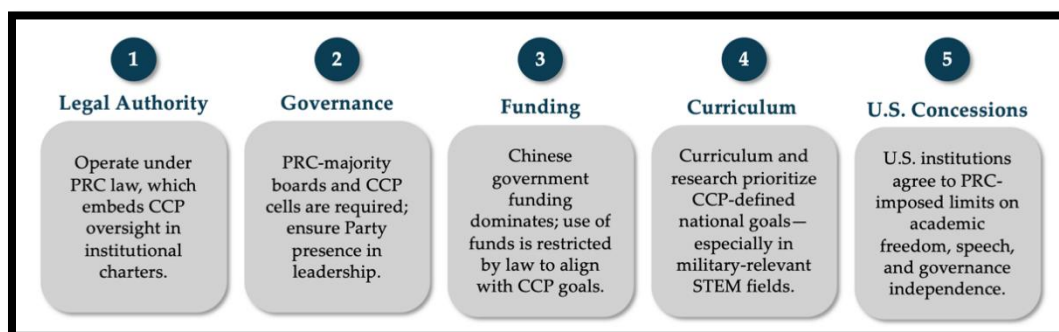 1
Legal Authority
Operate under
PRC law, which
embeds CCP
oversight in
institutional
charters.
2
Governance
PRC-majority
boards and CCP
cells are required;
ensure Party
presence in
leadership.
3
Funding
Chinese
government
funding
dominates; use of
funds is restricted
by law to align
with CCP goals.
4
Curriculum
Curriculum and
research prioritize
CCP-defined
national goals—
especially in
military-relevant
STEM fields.
5
U.S. Concessions
U.S. institutions
agree to PRC-
imposed limits on
academic
freedom, speech,
and governance
independence.